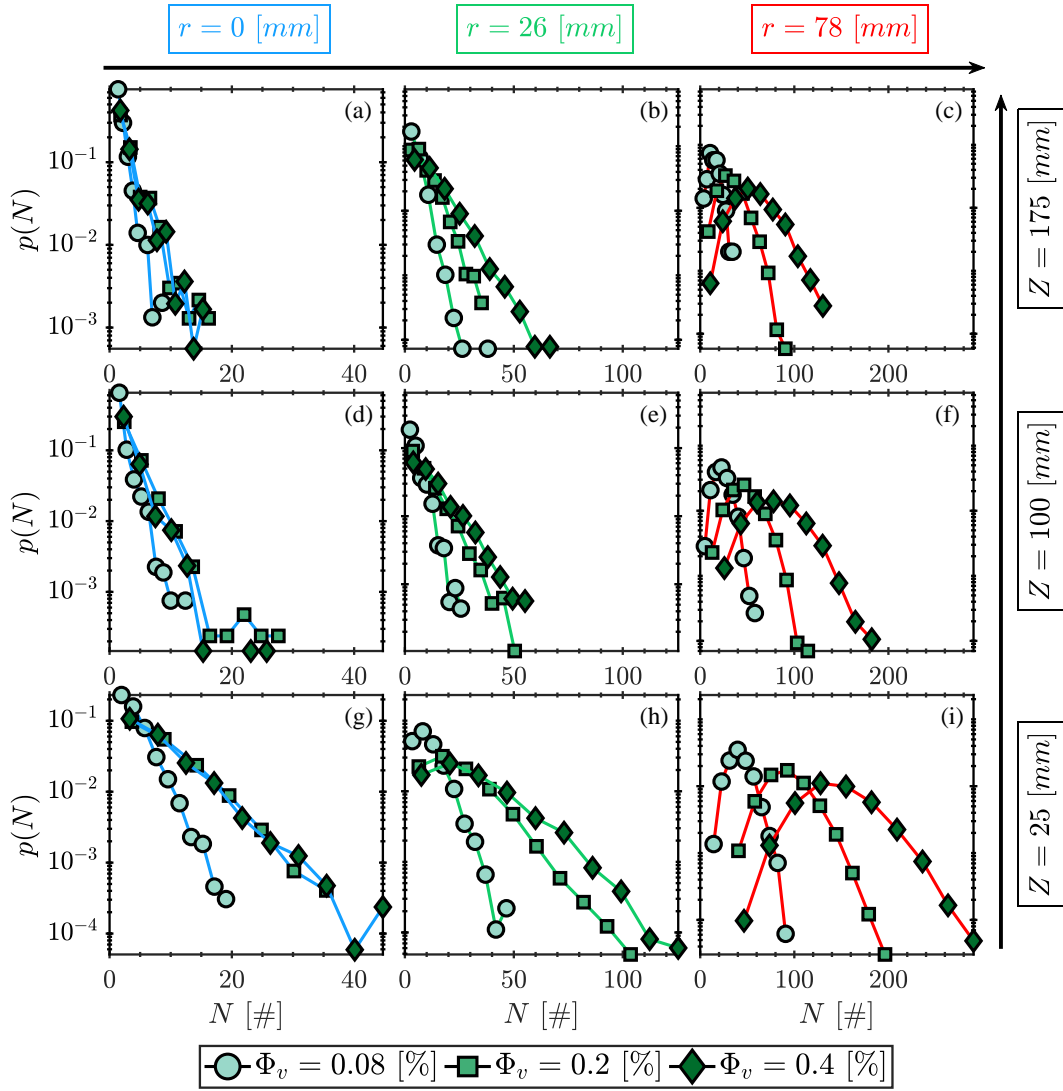 r = 0 [mm] r = 26 [mm] r = 78 [mm]
(a) (b) (c)
10⁻¹
10⁻²
10⁻³
p(N)
0 20 40 0 50 100 0 100 200
Z = 175 [mm]
(d) (e) (f)
10⁻¹
10⁻²
10⁻³
p(N)
0 20 40 0 50 100 0 100 200
Z = 100 [mm]
(g) (h) (i)
10⁻¹
10⁻²
10⁻³
10⁻⁴
p(N)
0 20 40 0 50 100 0 100 200
Z = 25 [mm]
N [#] N [#] N [#]
Φᵥ = 0.08 [%] Φᵥ = 0.2 [%] Φᵥ = 0.4 [%]